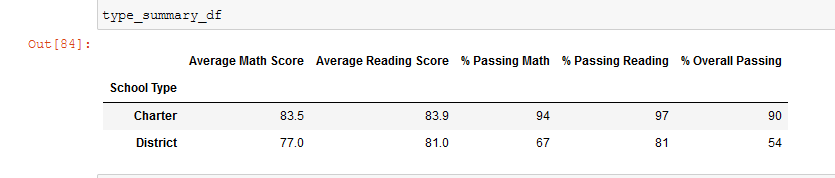 type_summary_df
Out[84]:
Average Math Score Average Reading Score % Passing Math % Passing Reading % Overall Passing
School Type
Charter 83.5 83.9 94 97 90
District 77.0 81.0 67 81 54